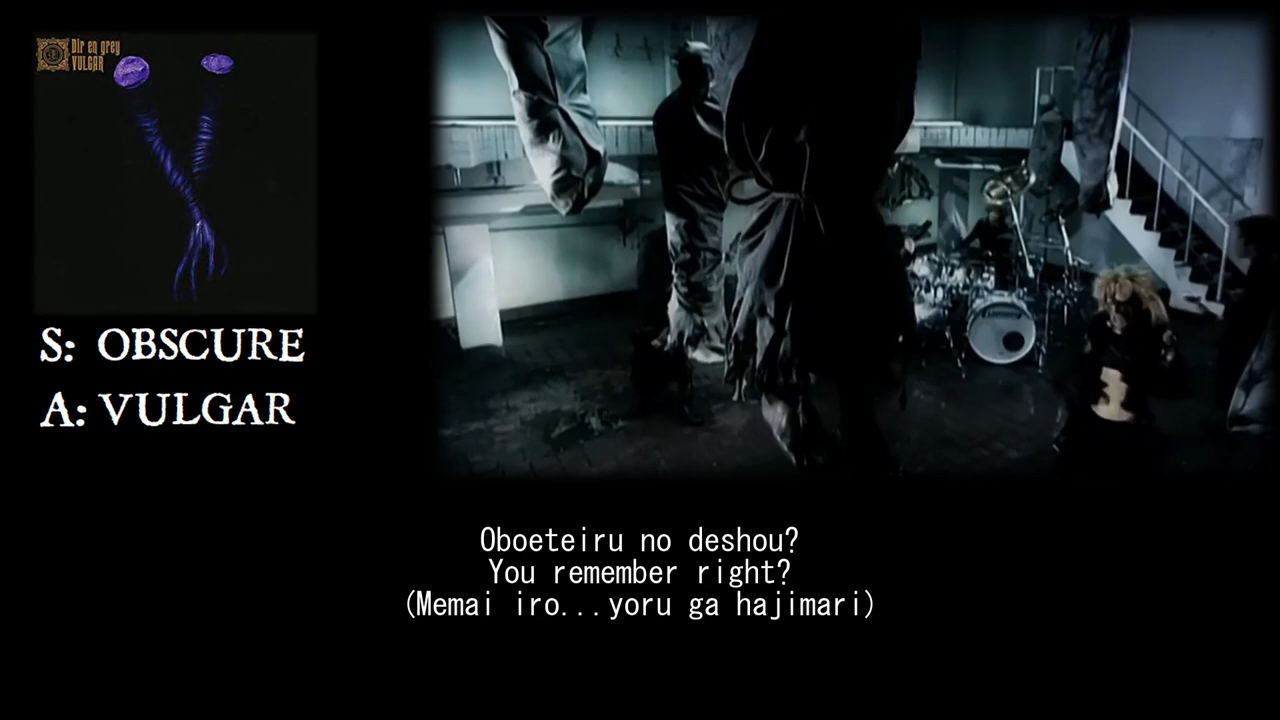 Dir en grey
VULGAR
S: OBSCURE
A: VULGAR
Oboeteiru no deshou?
You remember right?
(Memai iro...yoru ga hajimari)